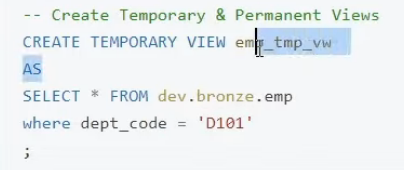 -- Create Temporary & Permanent Views
CREATE TEMPORARY VIEW emp_tmp_vw
AS
SELECT * FROM dev.bronze.emp
where dept_code = 'D101'
;